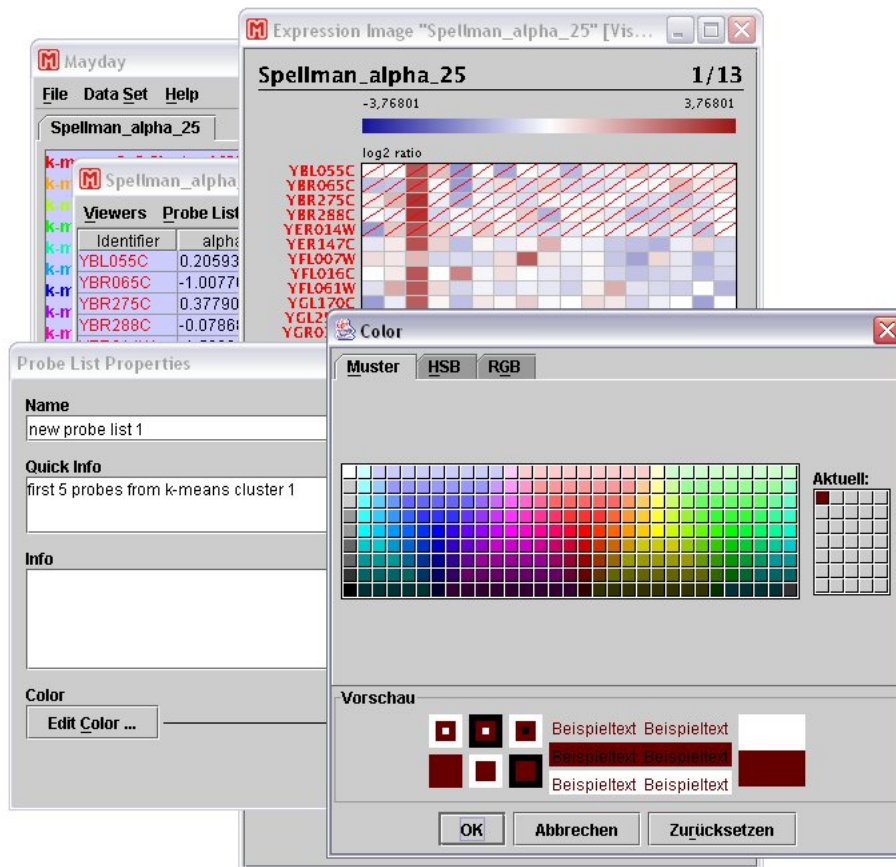 Expression Image "Spellman_alpha_25" [Vis...
Spellman_alpha_25 1/13
-3,76801 3,76801
log2 ratio
YBL055C
YBR065C
YBR275C
YBR288C
YER014W
YER147C
YFL007W
YFL016C
YFL061W
YGL170C
Mayday
File Data Set Help
Spellman_alpha_25
Spellman_alpha
Viewers Probe List
Identifier alpha
YBL055C 0.20593
YBR065C
YBR275C 0.37790
YBR288C
Probe List Properties
Name
new probe list 1
Quick Info
first 5 probes from k-means cluster 1
Info
Color
Edit Color ...
Color
Muster HSB RGB
Aktuell:
Vorschau
Beispieltext Beispieltext
Beispieltext Beispieltext
Beispieltext Beispieltext
OK Abbrechen Zurücksetzen